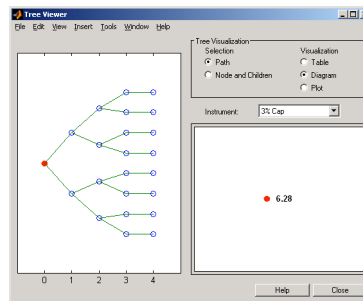 Tree Viewer
File Edit View Insert Tools Window Help
Tree Visualization
Selection
Path
Node and Children
Visualization
Table
Diagram
Plot
Instrument:
3% Cap
6.28
0 1 2 3 4
Help
Close